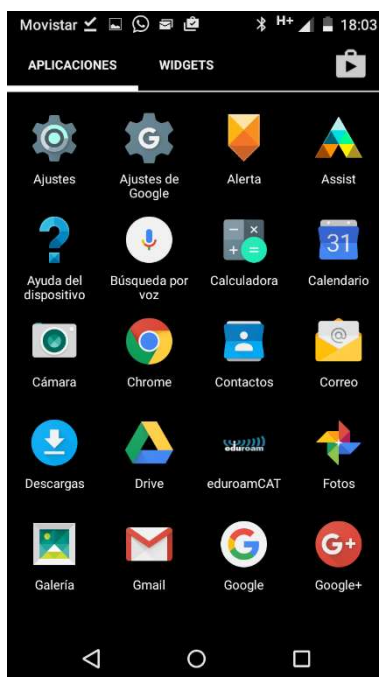 Movistar H+ 18:03
APLICACIONES WIDGETS
Ajustes Ajustes de Google Alerta Assist
Ayuda del dispositivo Búsqueda por voz Calculadora 31 Calendario
Cámara Chrome Contactos @ Correo
Descargas Drive eduroam eduroamCAT Fotos
Galería Gmail G Google G+ Google+